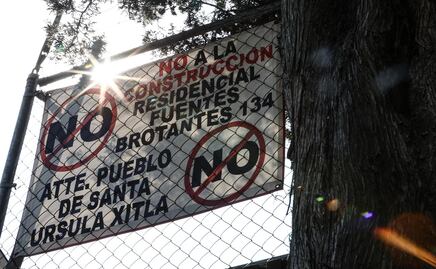 NO A LA
CONSTRUCCION
RESIDENCIAL
FUENTES
BROTANTES 134
NO
NO
ATTE. PUEBLO
DE SANTA
URSULA XITLA